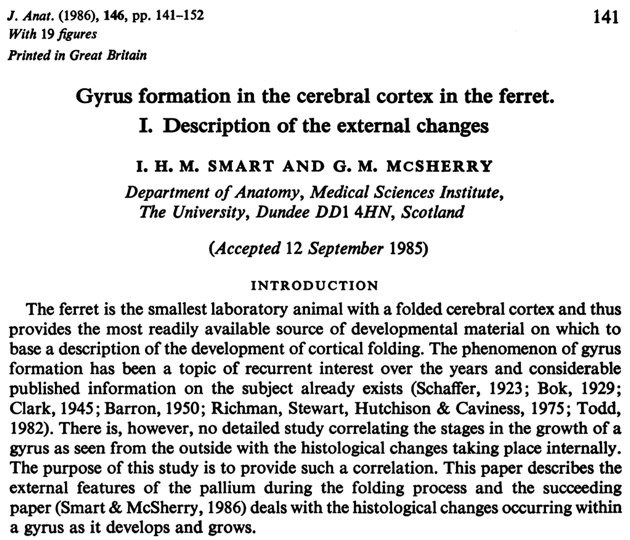 J. Anat. (1986), 146, pp. 141–152
141
With 19 figures
Printed in Great Britain
Gyrus formation in the cerebral cortex in the ferret.
I. Description of the external changes
I. H. M. SMART AND G. M. McSHERRY
Department of Anatomy, Medical Sciences Institute,
The University, Dundee DD1 4HN, Scotland
(Accepted 12 September 1985)
INTRODUCTION
The ferret is the smallest laboratory animal with a folded cerebral cortex and thus
provides the most readily available source of developmental material on which to
base a description of the development of cortical folding. The phenomenon of gyrus
formation has been a topic of recurrent interest over the years and considerable
published information on the subject already exists (Schaffer, 1923; Bok, 1929;
Clark, 1945; Barron, 1950; Richman, Stewart, Hutchison & Caviness, 1975; Todd,
1982). There is, however, no detailed study correlating the stages in the growth of a
gyrus as seen from the outside with the histological changes taking place internally.
The purpose of this study is to provide such a correlation. This paper describes the
external features of the pallium during the folding process and the succeeding
paper (Smart & McSherry, 1986) deals with the histological changes occurring within
a gyrus as it develops and grows.